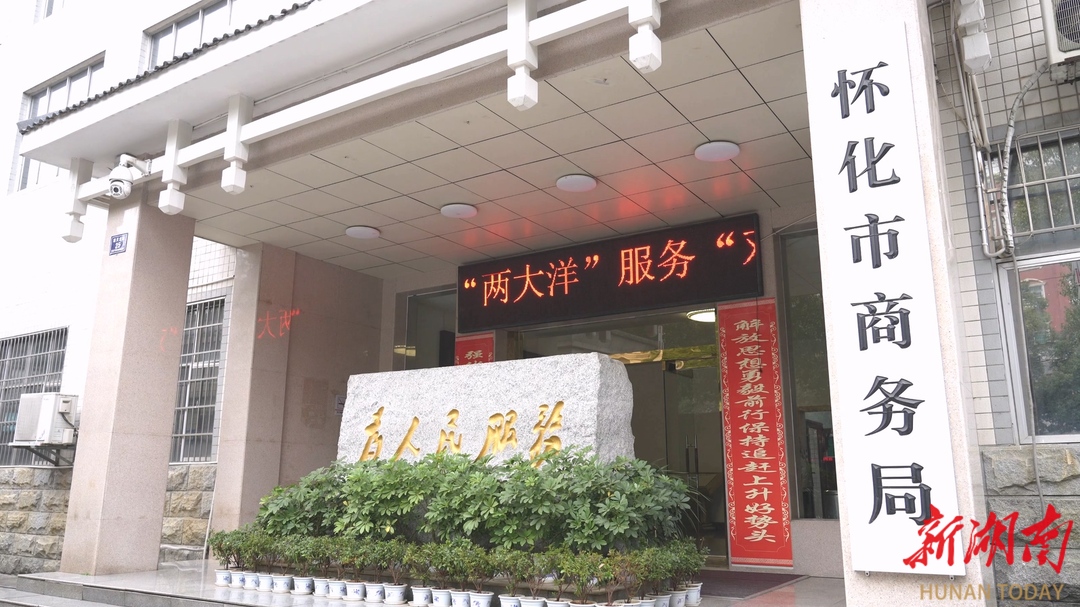 怀化市商务局
“两大洋”服务“
为人民服务
强
解放思想勇毅前行保持追赶上升好势头
新湖南
HUNAN TODAY